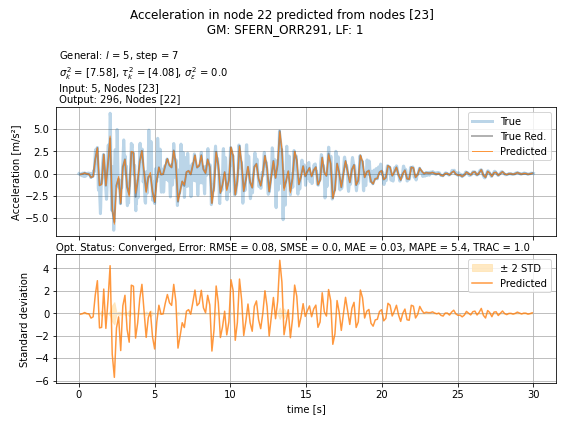 Acceleration in node 22 predicted from nodes [23]
GM: SFERN_ORR291, LF: 1
General: l = 5, step = 7
σ²ₖ = [7.58], τ²ₖ = [4.08], σ²ε = 0.0
Input: 5, Nodes [23]
Output: 296, Nodes [22]
Acceleration [m/s²]
5.0
2.5
0.0
−2.5
−5.0
True
True Red.
Predicted
Opt. Status: Converged, Error: RMSE = 0.08, SMSE = 0.0, MAE = 0.03, MAPE = 5.4, TRAC = 1.0
Standard deviation
4
2
0
−2
−4
−6
± 2 STD
Predicted
0 5 10 15 20 25 30
time [s]